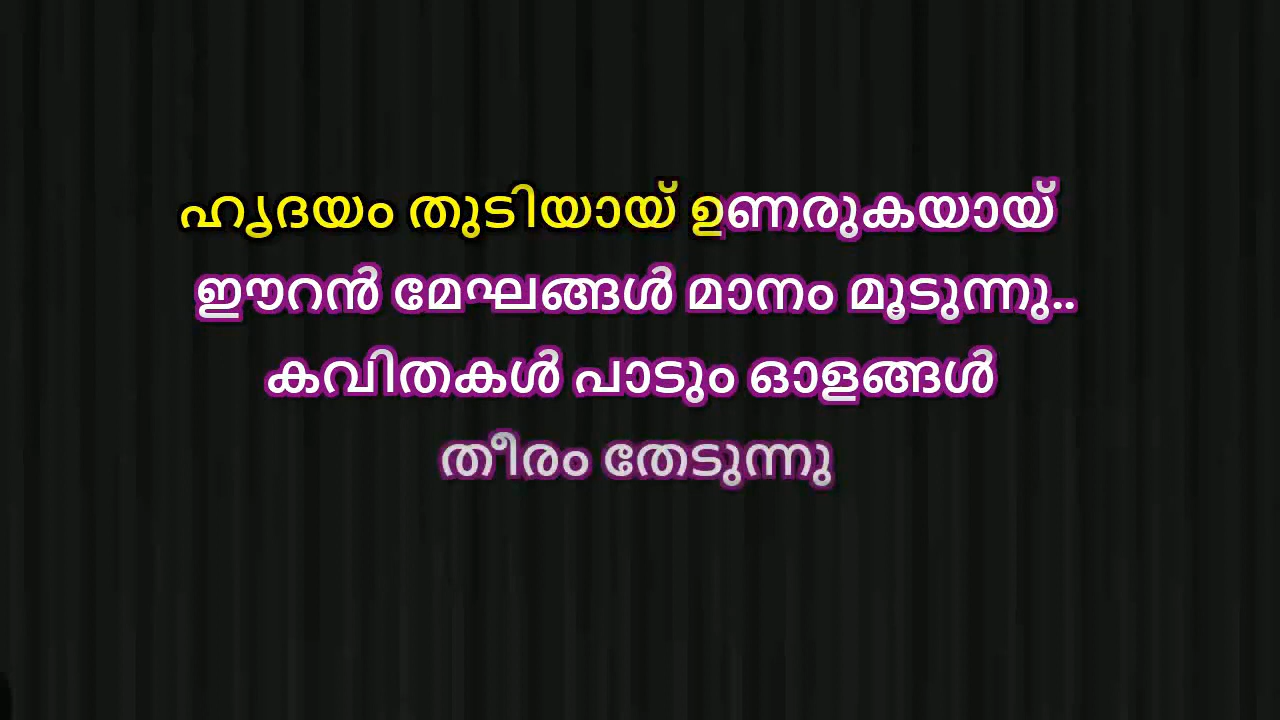 ഹൃദയം തുടിയായ് ഉണരുകയായ്
ഈറൻ മേഘങ്ങൾ മാനം മൂടുന്നു..
കവിതകൾ പാടും ഓളങ്ങൾ
തീരം തേടുന്നു